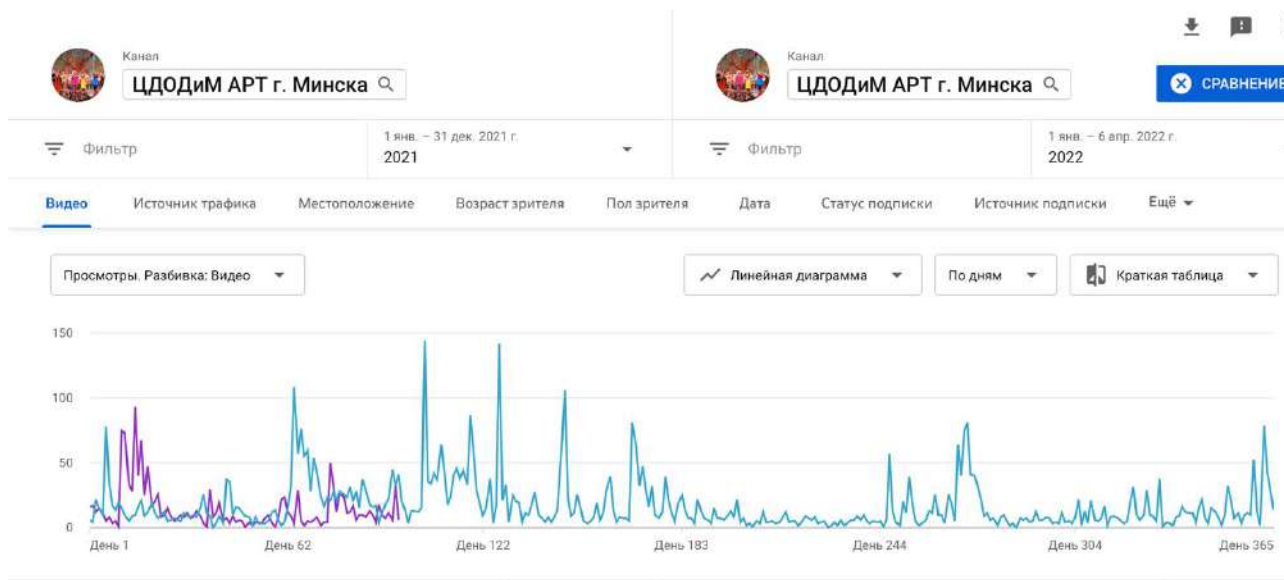 Канал
Канал
ЦДОДиМ АРТ г. Минска
ЦДОДиМ АРТ г. Минска
СРАВНЕНИЕ
Фильтр
1 янв. – 31 дек. 2021 г.
2021
Фильтр
1 янв. – 6 апр. 2022 г.
2022
Видео Источник трафика Местоположение Возраст зрителя Пол зрителя Дата Статус подписки Источник подписки Ещё
Просмотры. Разбивка: Видео
Линейная диаграмма
По дням
Краткая таблица
150
100
50
0
День 1 День 62 День 122 День 183 День 244 День 304 День 365